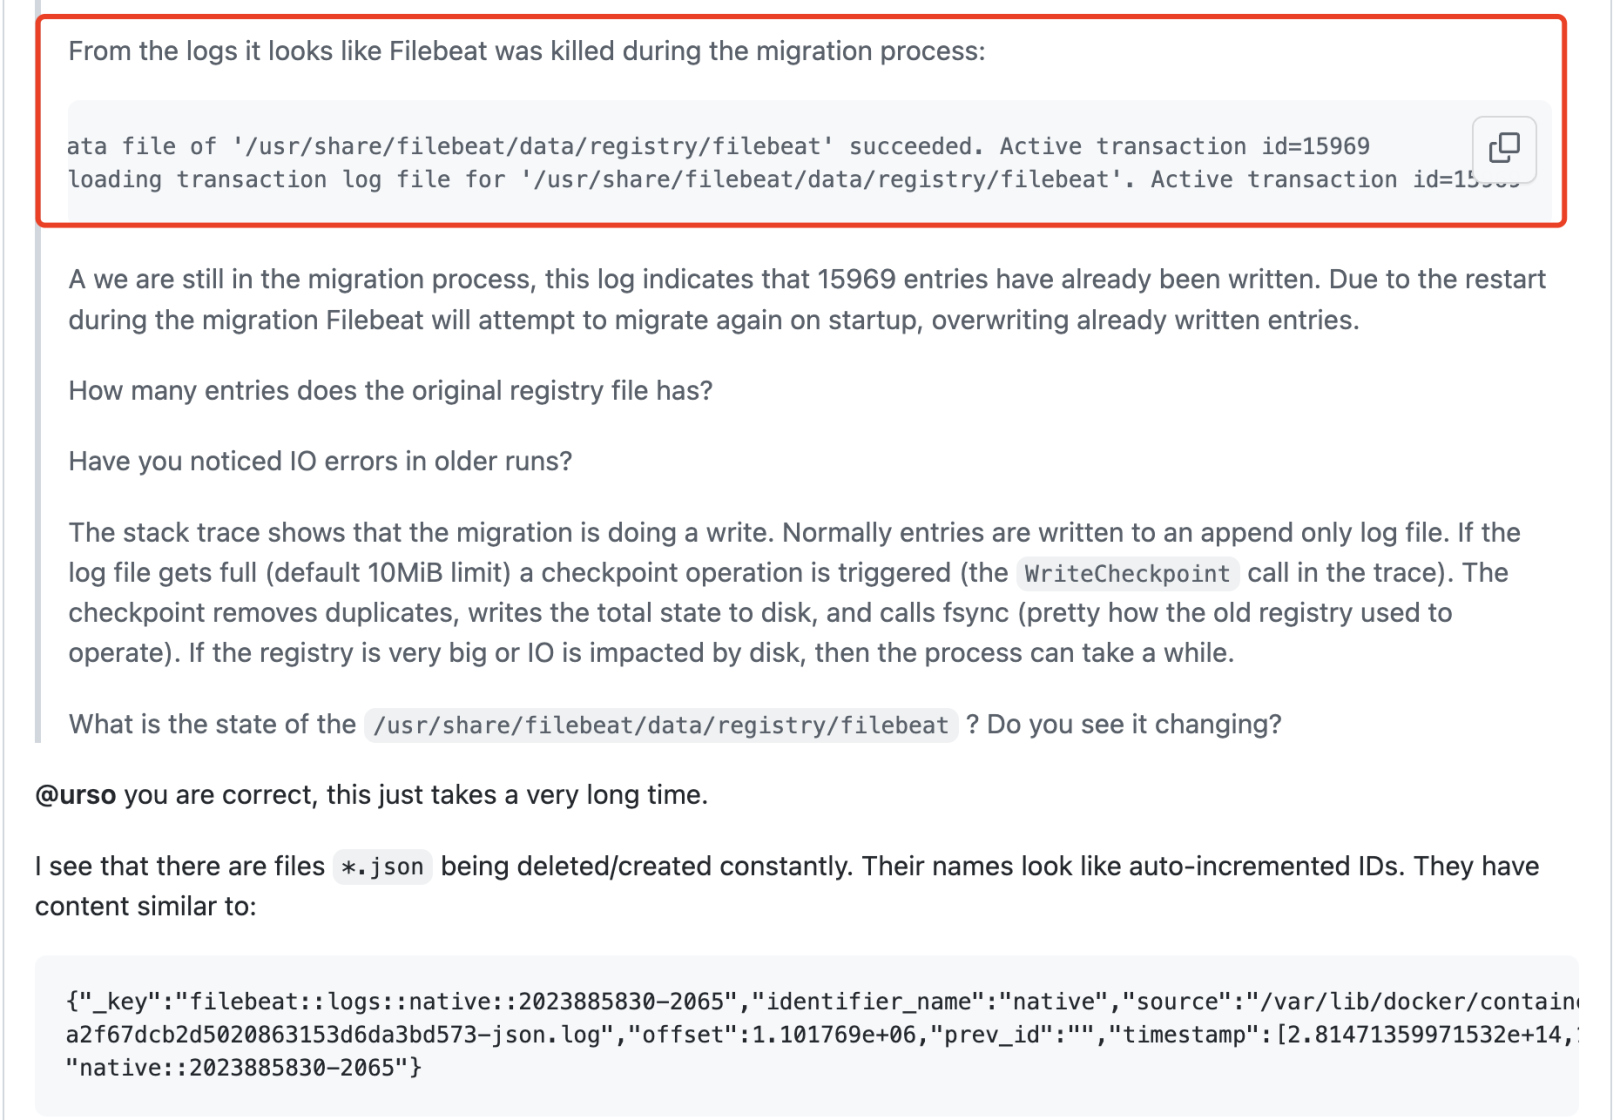 From the logs it looks like Filebeat was killed during the migration process:
ata file of '/usr/share/filebeat/data/registry/filebeat' succeeded. Active transaction id=15969
loading transaction log file for '/usr/share/filebeat/data/registry/filebeat'. Active transaction id=15969
A we are still in the migration process, this log indicates that 15969 entries have already been written. Due to the restart
during the migration Filebeat will attempt to migrate again on startup, overwriting already written entries.
How many entries does the original registry file has?
Have you noticed IO errors in older runs?
The stack trace shows that the migration is doing a write. Normally entries are written to an append only log file. If the
log file gets full (default 10MiB limit) a checkpoint operation is triggered (the WriteCheckpoint call in the trace). The
checkpoint removes duplicates, writes the total state to disk, and calls fsync (pretty how the old registry used to
operate). If the registry is very big or IO is impacted by disk, then the process can take a while.
What is the state of the /usr/share/filebeat/data/registry/filebeat ? Do you see it changing?
@urso you are correct, this just takes a very long time.
I see that there are files *.json being deleted/created constantly. Their names look like auto-incremented IDs. They have
content similar to:
{"_key":"filebeat::logs::native::2023885830-2065","identifier_name":"native","source":"/var/lib/docker/contain
a2f67dcb2d5020863153d6da3bd573-json.log","offset":1.101769e+06,"prev_id":"","timestamp":[2.81471359971532e+14,
"native::2023885830-2065"}